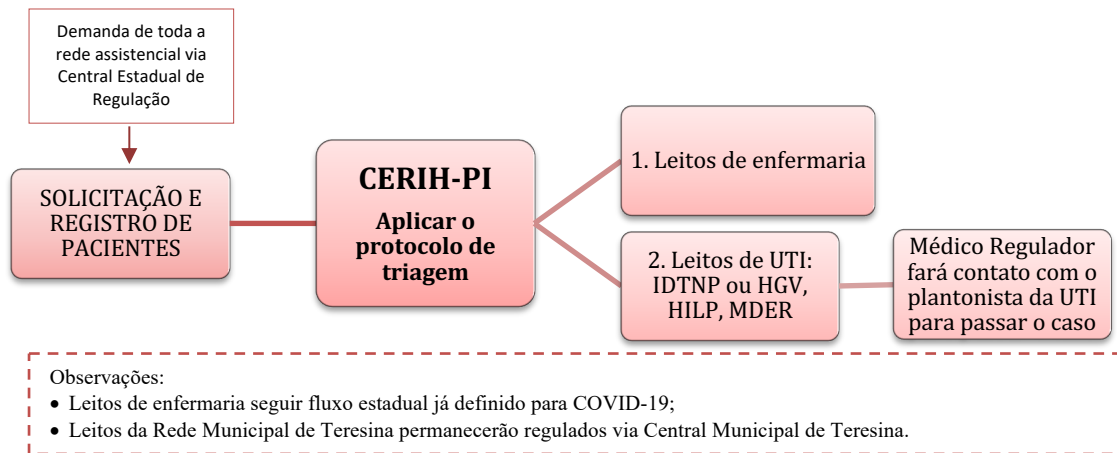 Demanda de toda a
rede assistencial via
Central Estadual de
Regulação
SOLICITAÇÃO E
REGISTRO DE
PACIENTES
CERIH-PI
Aplicar o
protocolo de
triagem
1. Leitos de enfermaria
2. Leitos de UTI:
IDTNP ou HGV,
HILP, MDER
Médico Regulador
fará contato com o
plantonista da UTI
para passar o caso
Observações:
• Leitos de enfermaria seguir fluxo estadual já definido para COVID-19;
• Leitos da Rede Municipal de Teresina permanecerão regulados via Central Municipal de Teresina.